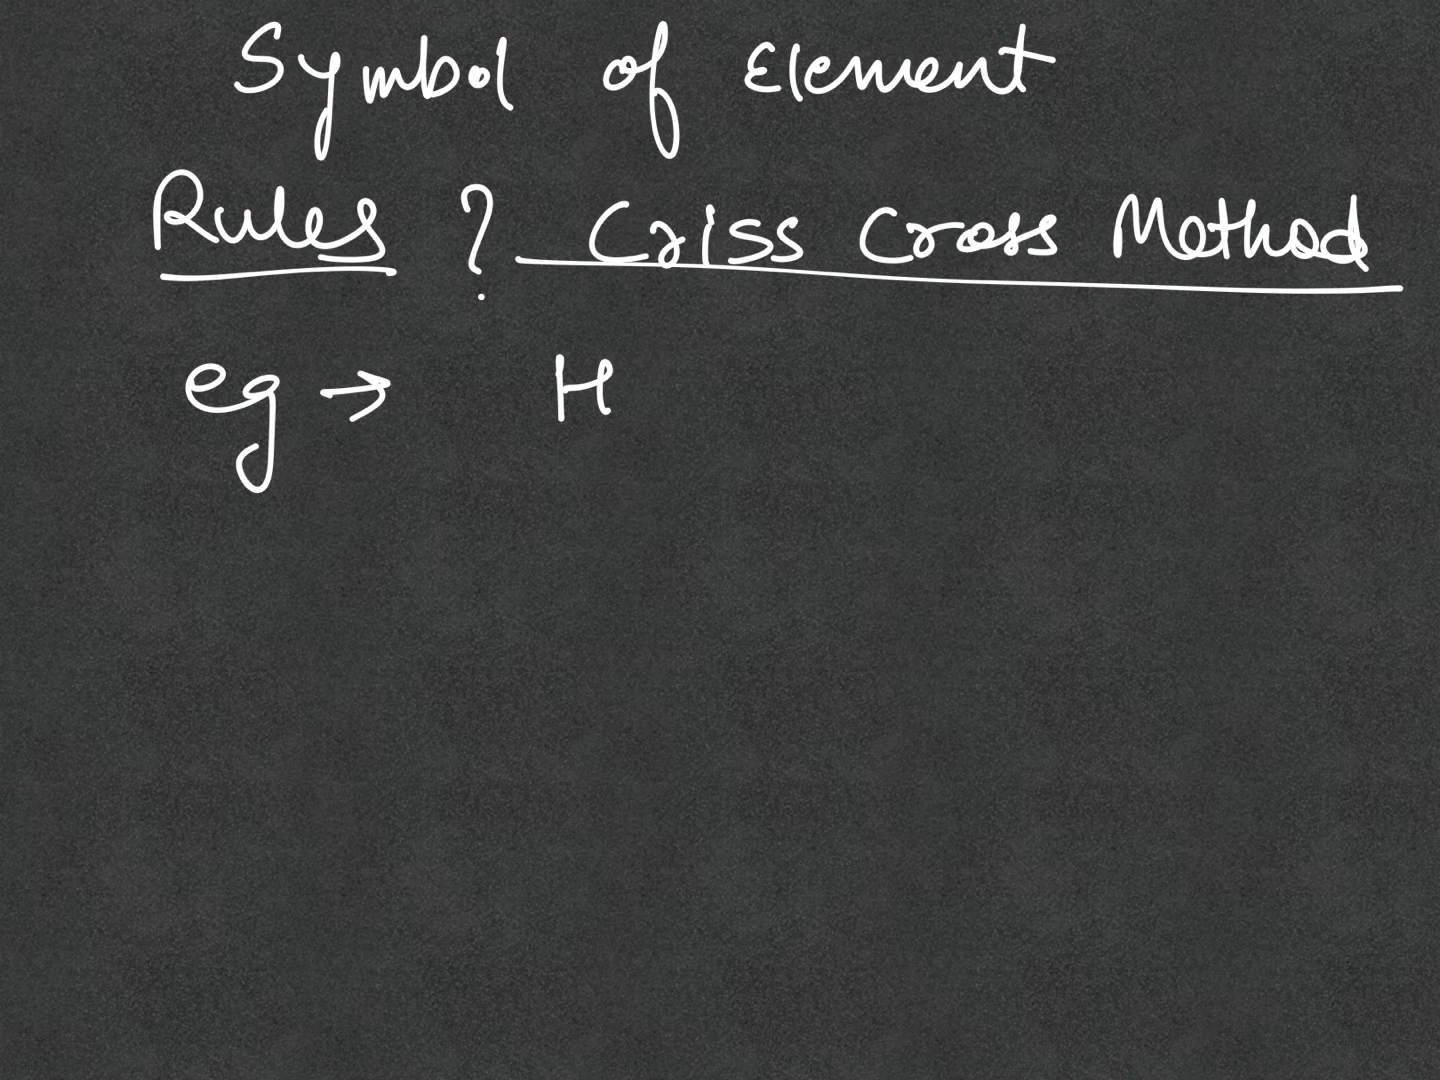 Symbol of Element
Rules ? Criss Cross Method
eg → H